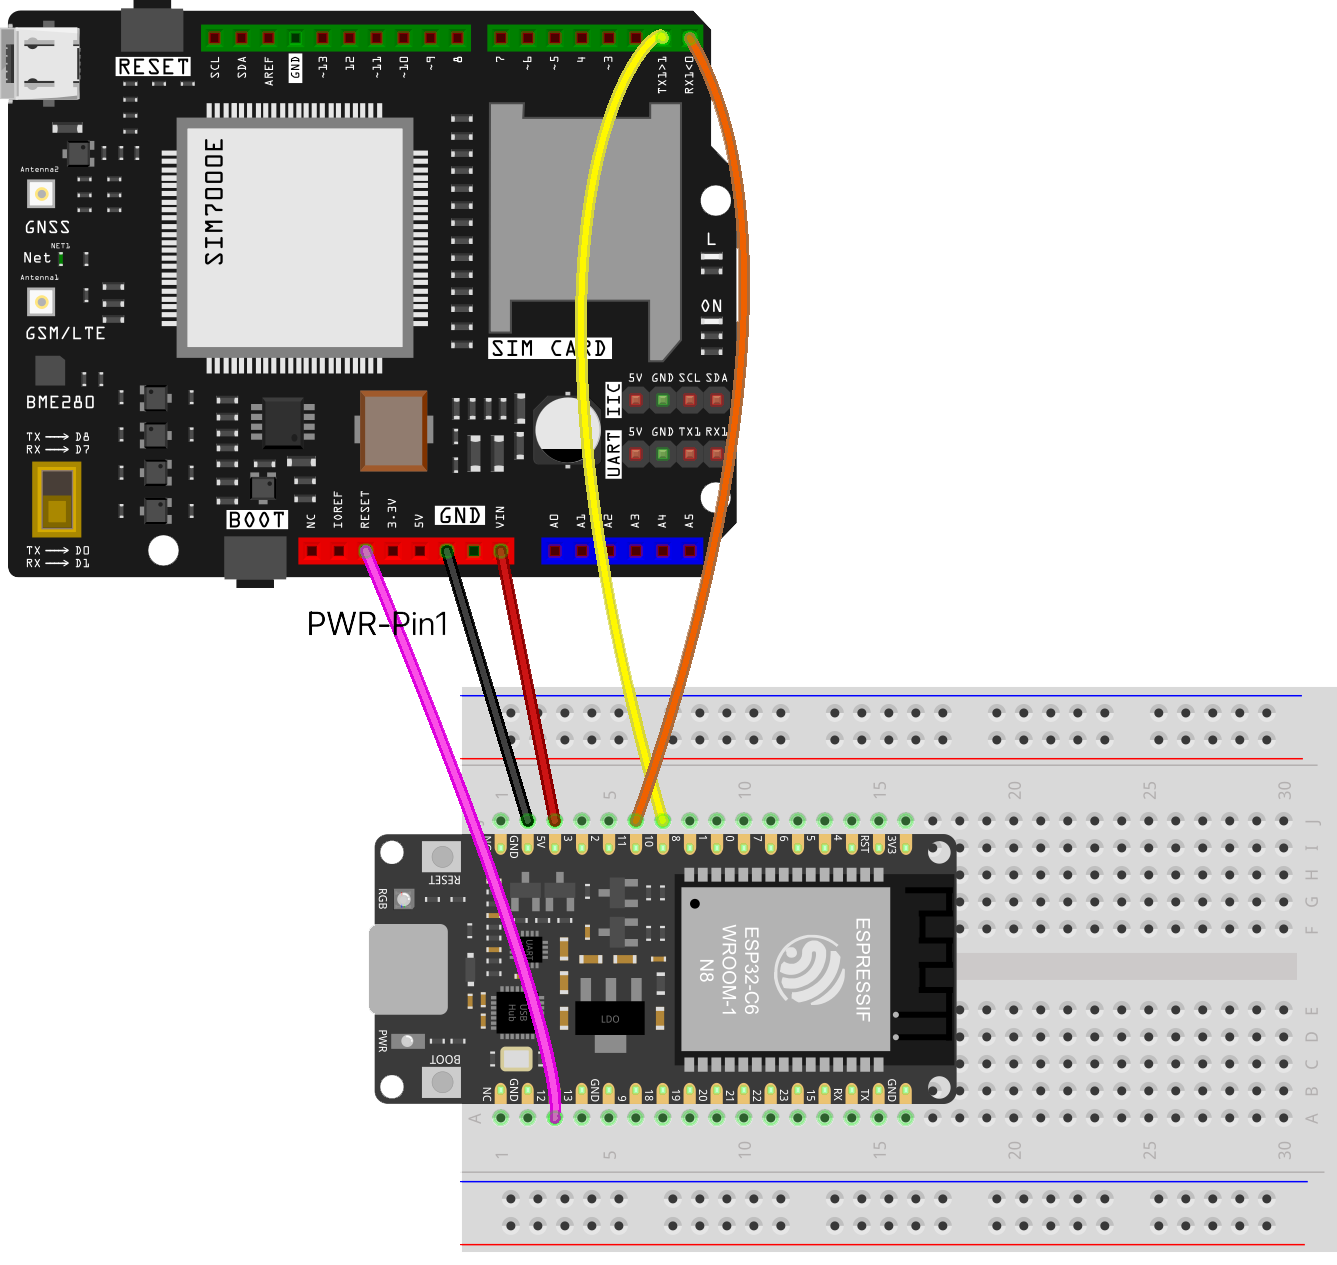 RESET
SCL SDA AREF GND ~13 12 ~11 ~10 ~9 8
7 ~6 ~5 4 ~3 TX1>1 RX1<0
SIM7000E
Antenna2
GNSS
NET1
Net
Antenna1
GSM/LTE
L
ON
SIM CARD
IIC
5V GND SCL SDA
UART
5V GND TX1 RX1
BME280
TX → D8
RX → D7
TX → D0
RX → D1
BOOT
NC IOREF RESET 3.3V 5V GND VIN
A0 A1 A2 A3 A4 A5
PWR-Pin1
1 5 10 15 20 25 30
J
I
H
G
F
GND 5V 3 2 11 10 8 1 0 7 6 5 4 RST 3V3
RESET
RGB
UART
USB
Hub
LDO
ESPRESSIF
ESP32-C6
WROOM-1
N8
PWR
BOOT
NC GND 12 13 GND 9 18 19 20 21 22 23 15 RX TX GND
E
D
C
B
A A
1 5 10 15 20 25 30